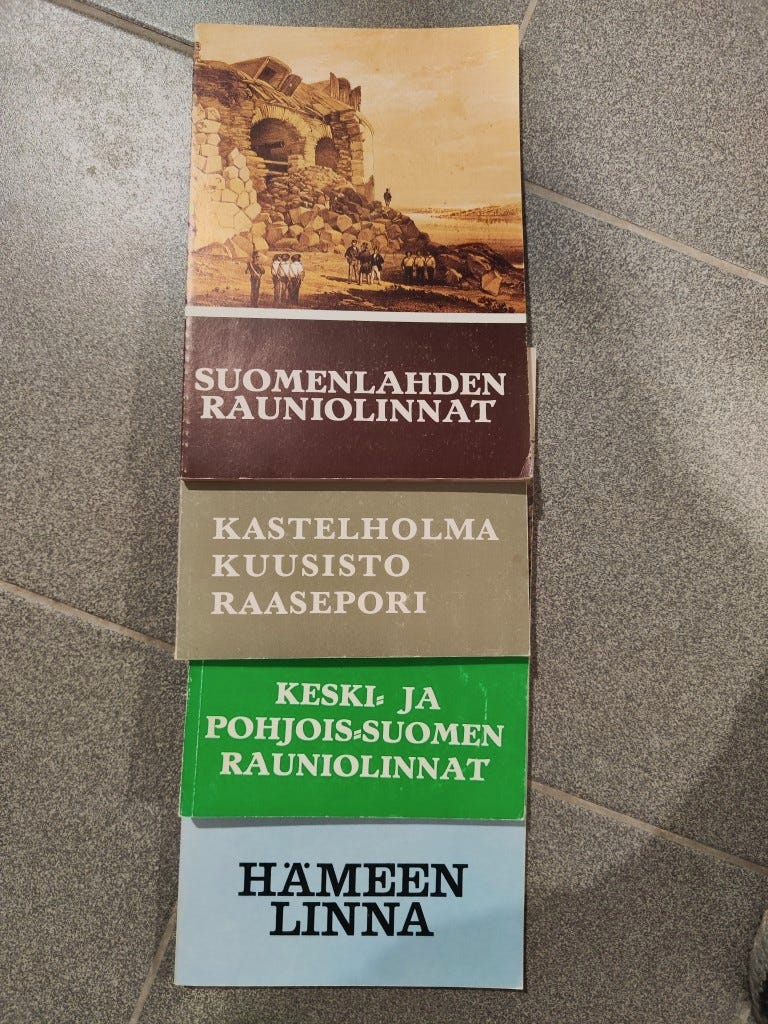 SUOMENLAHDEN
RAUNIOLINNAT
KASTELHOLMA
KUUSISTO
RAASEPORI
KESKI- JA
POHJOIS-SUOMEN
RAUNIOLINNAT
HÄMEEN
LINNA